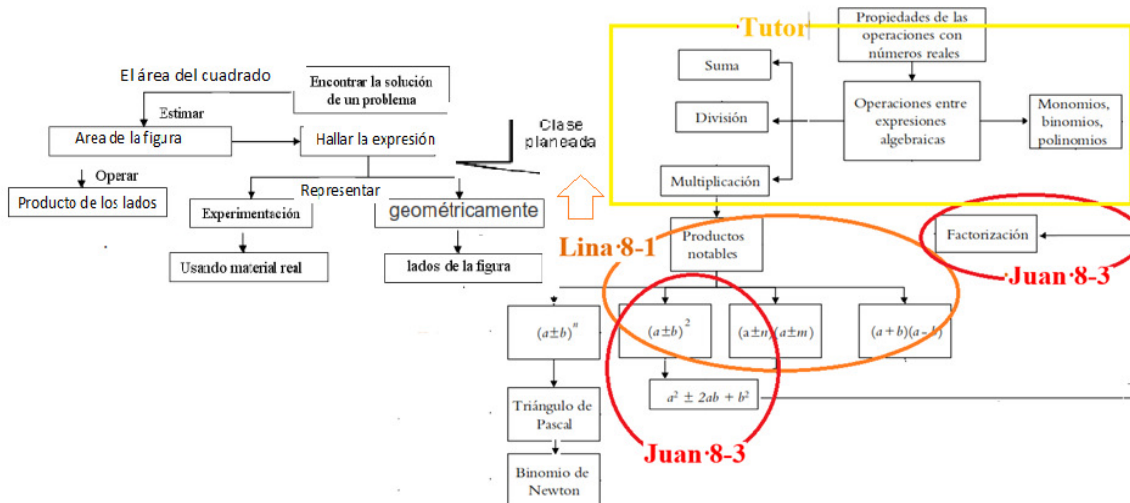 El área del cuadrado
Encontrar la solución
de un problema
Estimar
Area de la figura
Hallar la expresión
Clase
planeada
Operar
Producto de los lados
Representar
Experimentación
geométricamente
Usando material real
lados de la figura
Tutor
Propiedades de las
operaciones con
números reales
Suma
División
Operaciones entre
expresiones
algebraicas
Monomios,
binomios,
polinomios
Multiplicación
Lina 8-1
Productos
notables
Factorización
Juan 8-3
(a±b)ⁿ
(a±b)²
(a±n)(a±m)
(a+b)(a-b)
Triángulo de
Pascal
a² ± 2ab + b²
Juan 8-3
Binomio de
Newton